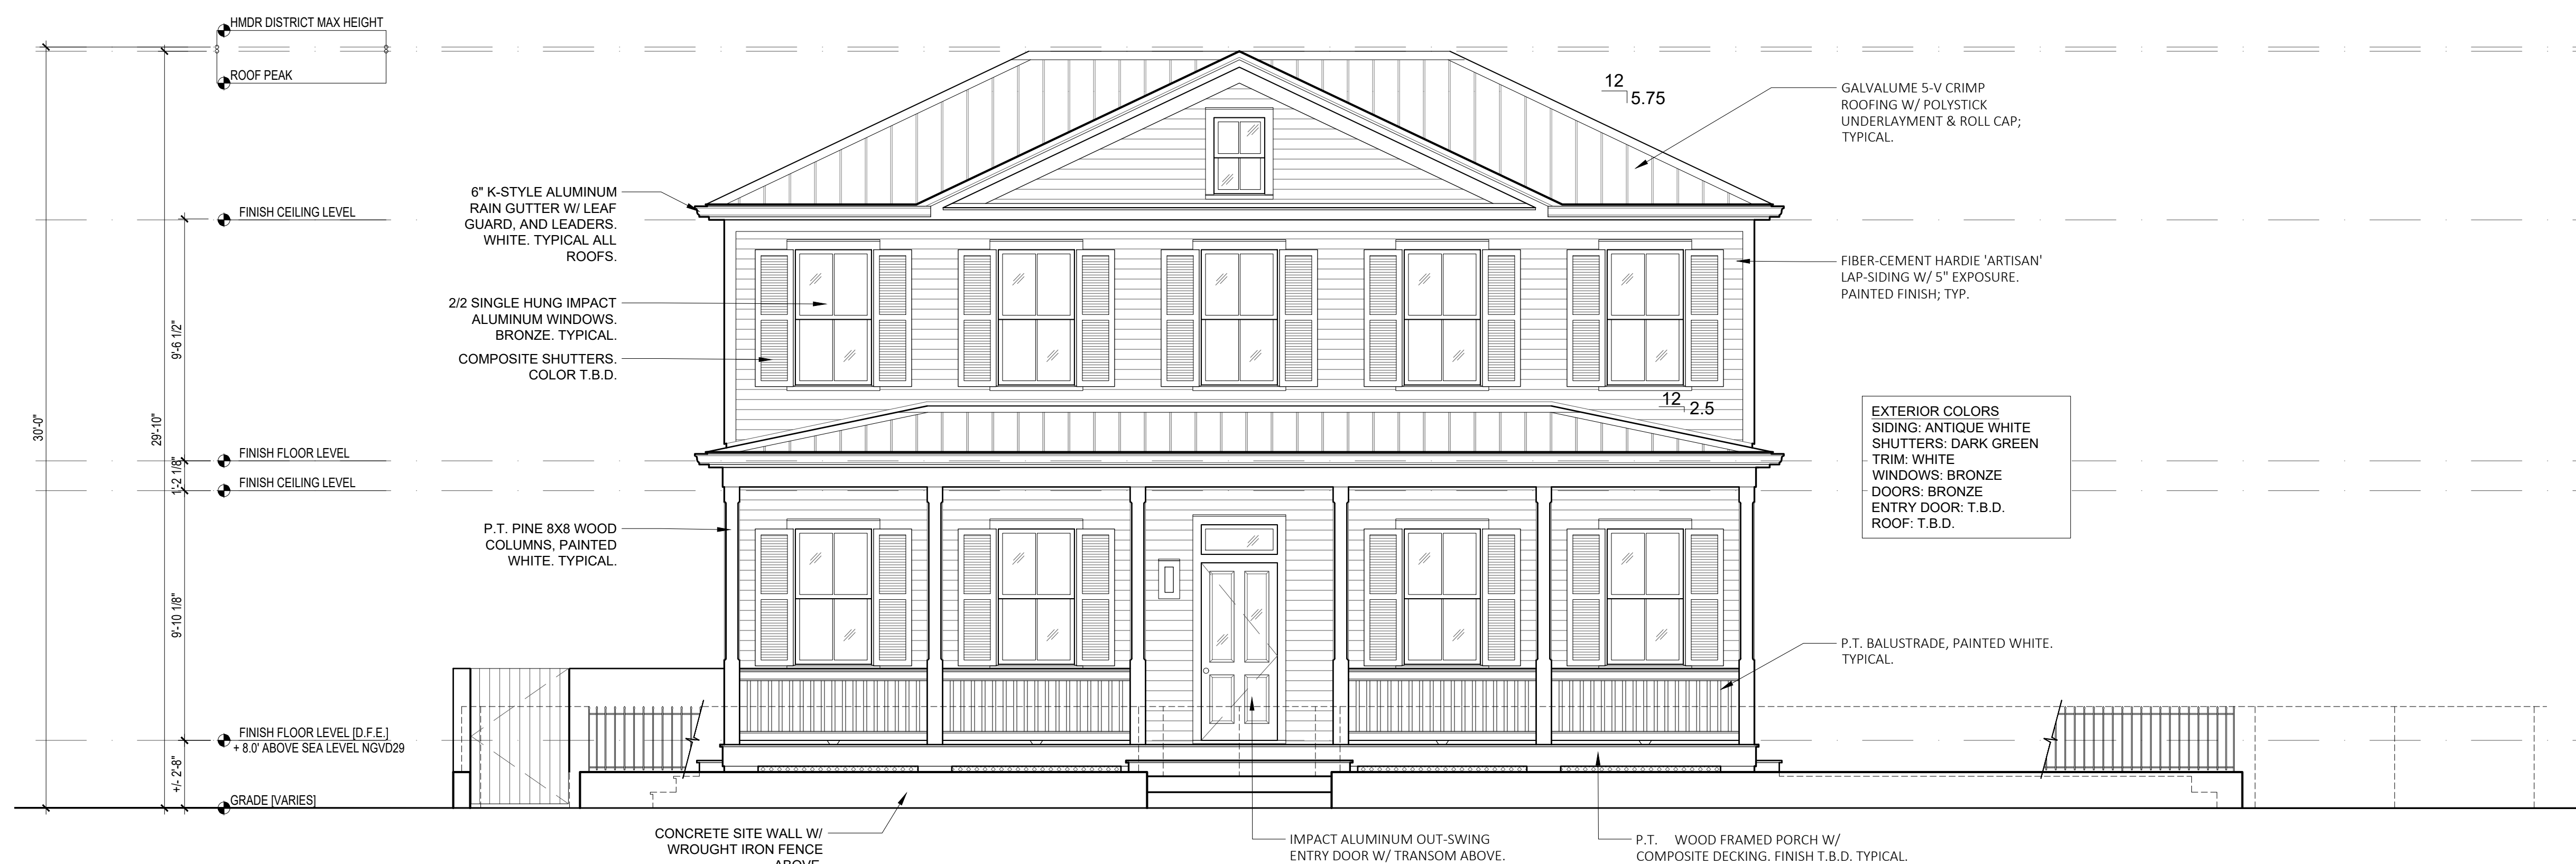 HMDR DISTRICT MAX HEIGHT
ROOF PEAK
FINISH CEILING LEVEL
FINISH FLOOR LEVEL
FINISH CEILING LEVEL
FINISH FLOOR LEVEL [D.F.E.]
+ 8.0' ABOVE SEA LEVEL NGVD29
GRADE [VARIES]
30'-0"
29'-10"
9'-6 1/2"
1'-2 1/8"
9'-10 1/8"
+/- 2'-8"
6" K-STYLE ALUMINUM
RAIN GUTTER W/ LEAF
GUARD, AND LEADERS.
WHITE. TYPICAL ALL
ROOFS.
2/2 SINGLE HUNG IMPACT
ALUMINUM WINDOWS.
BRONZE. TYPICAL.
COMPOSITE SHUTTERS.
COLOR T.B.D.
P.T. PINE 8X8 WOOD
COLUMNS, PAINTED
WHITE. TYPICAL.
CONCRETE SITE WALL W/
WROUGHT IRON FENCE
ABOVE.
12
5.75
12
2.5
GALVALUME 5-V CRIMP
ROOFING W/ POLYSTICK
UNDERLAYMENT & ROLL CAP;
TYPICAL.
FIBER-CEMENT HARDIE 'ARTISAN'
LAP-SIDING W/ 5" EXPOSURE.
PAINTED FINISH; TYP.
EXTERIOR COLORS
SIDING: ANTIQUE WHITE
SHUTTERS: DARK GREEN
TRIM: WHITE
WINDOWS: BRONZE
DOORS: BRONZE
ENTRY DOOR: T.B.D.
ROOF: T.B.D.
P.T. BALUSTRADE, PAINTED WHITE.
TYPICAL.
IMPACT ALUMINUM OUT-SWING
ENTRY DOOR W/ TRANSOM ABOVE.
P.T. WOOD FRAMED PORCH W/
COMPOSITE DECKING. FINISH T.B.D. TYPICAL.